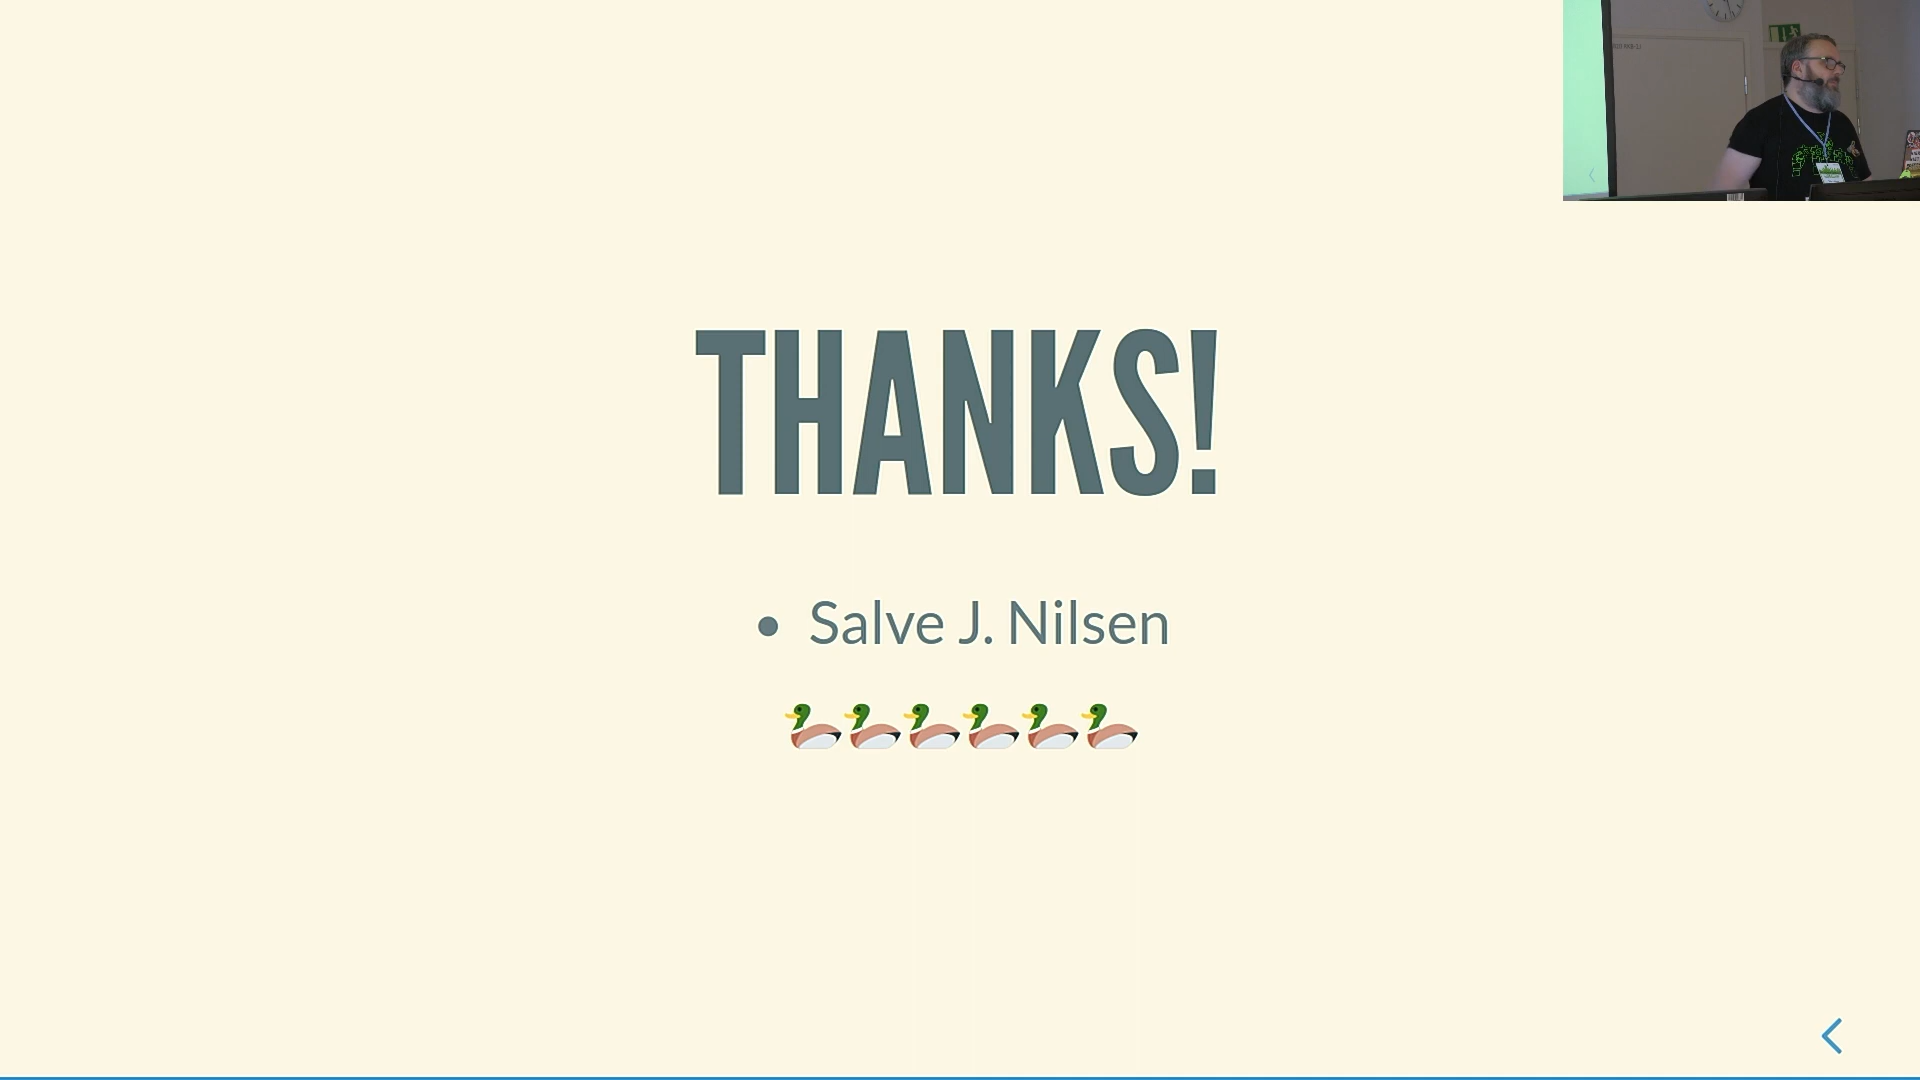 THANKS!
• Salve J. Nilsen
🦆🦆🦆🦆🦆🦆